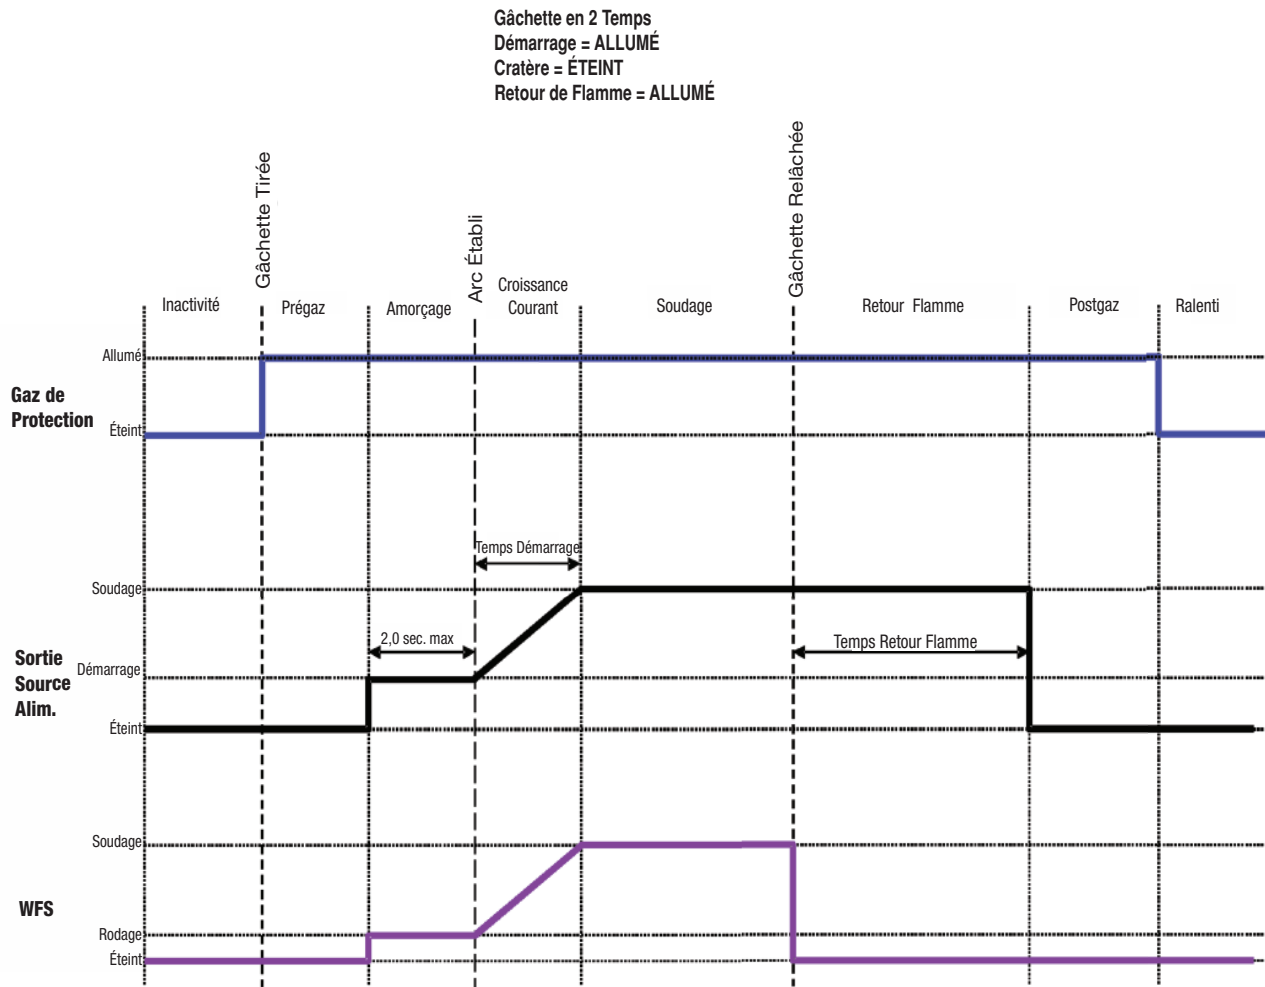 Gâchette en 2 Temps
Démarrage = ALLUMÉ
Cratère = ÉTEINT
Retour de Flamme = ALLUMÉ
Gâchette Tirée
Arc Établi
Gâchette Relâchée
Inactivité
Prégaz
Amorçage
Croissance
Courant
Soudage
Retour Flamme
Postgaz
Ralenti
Gaz de
Protection
Allumé
Éteint
Temps Démarrage
Sortie
Source
Alim.
Soudage
2,0 sec. max
Temps Retour Flamme
Démarrage
Éteint
WFS
Soudage
Rodage
Éteint